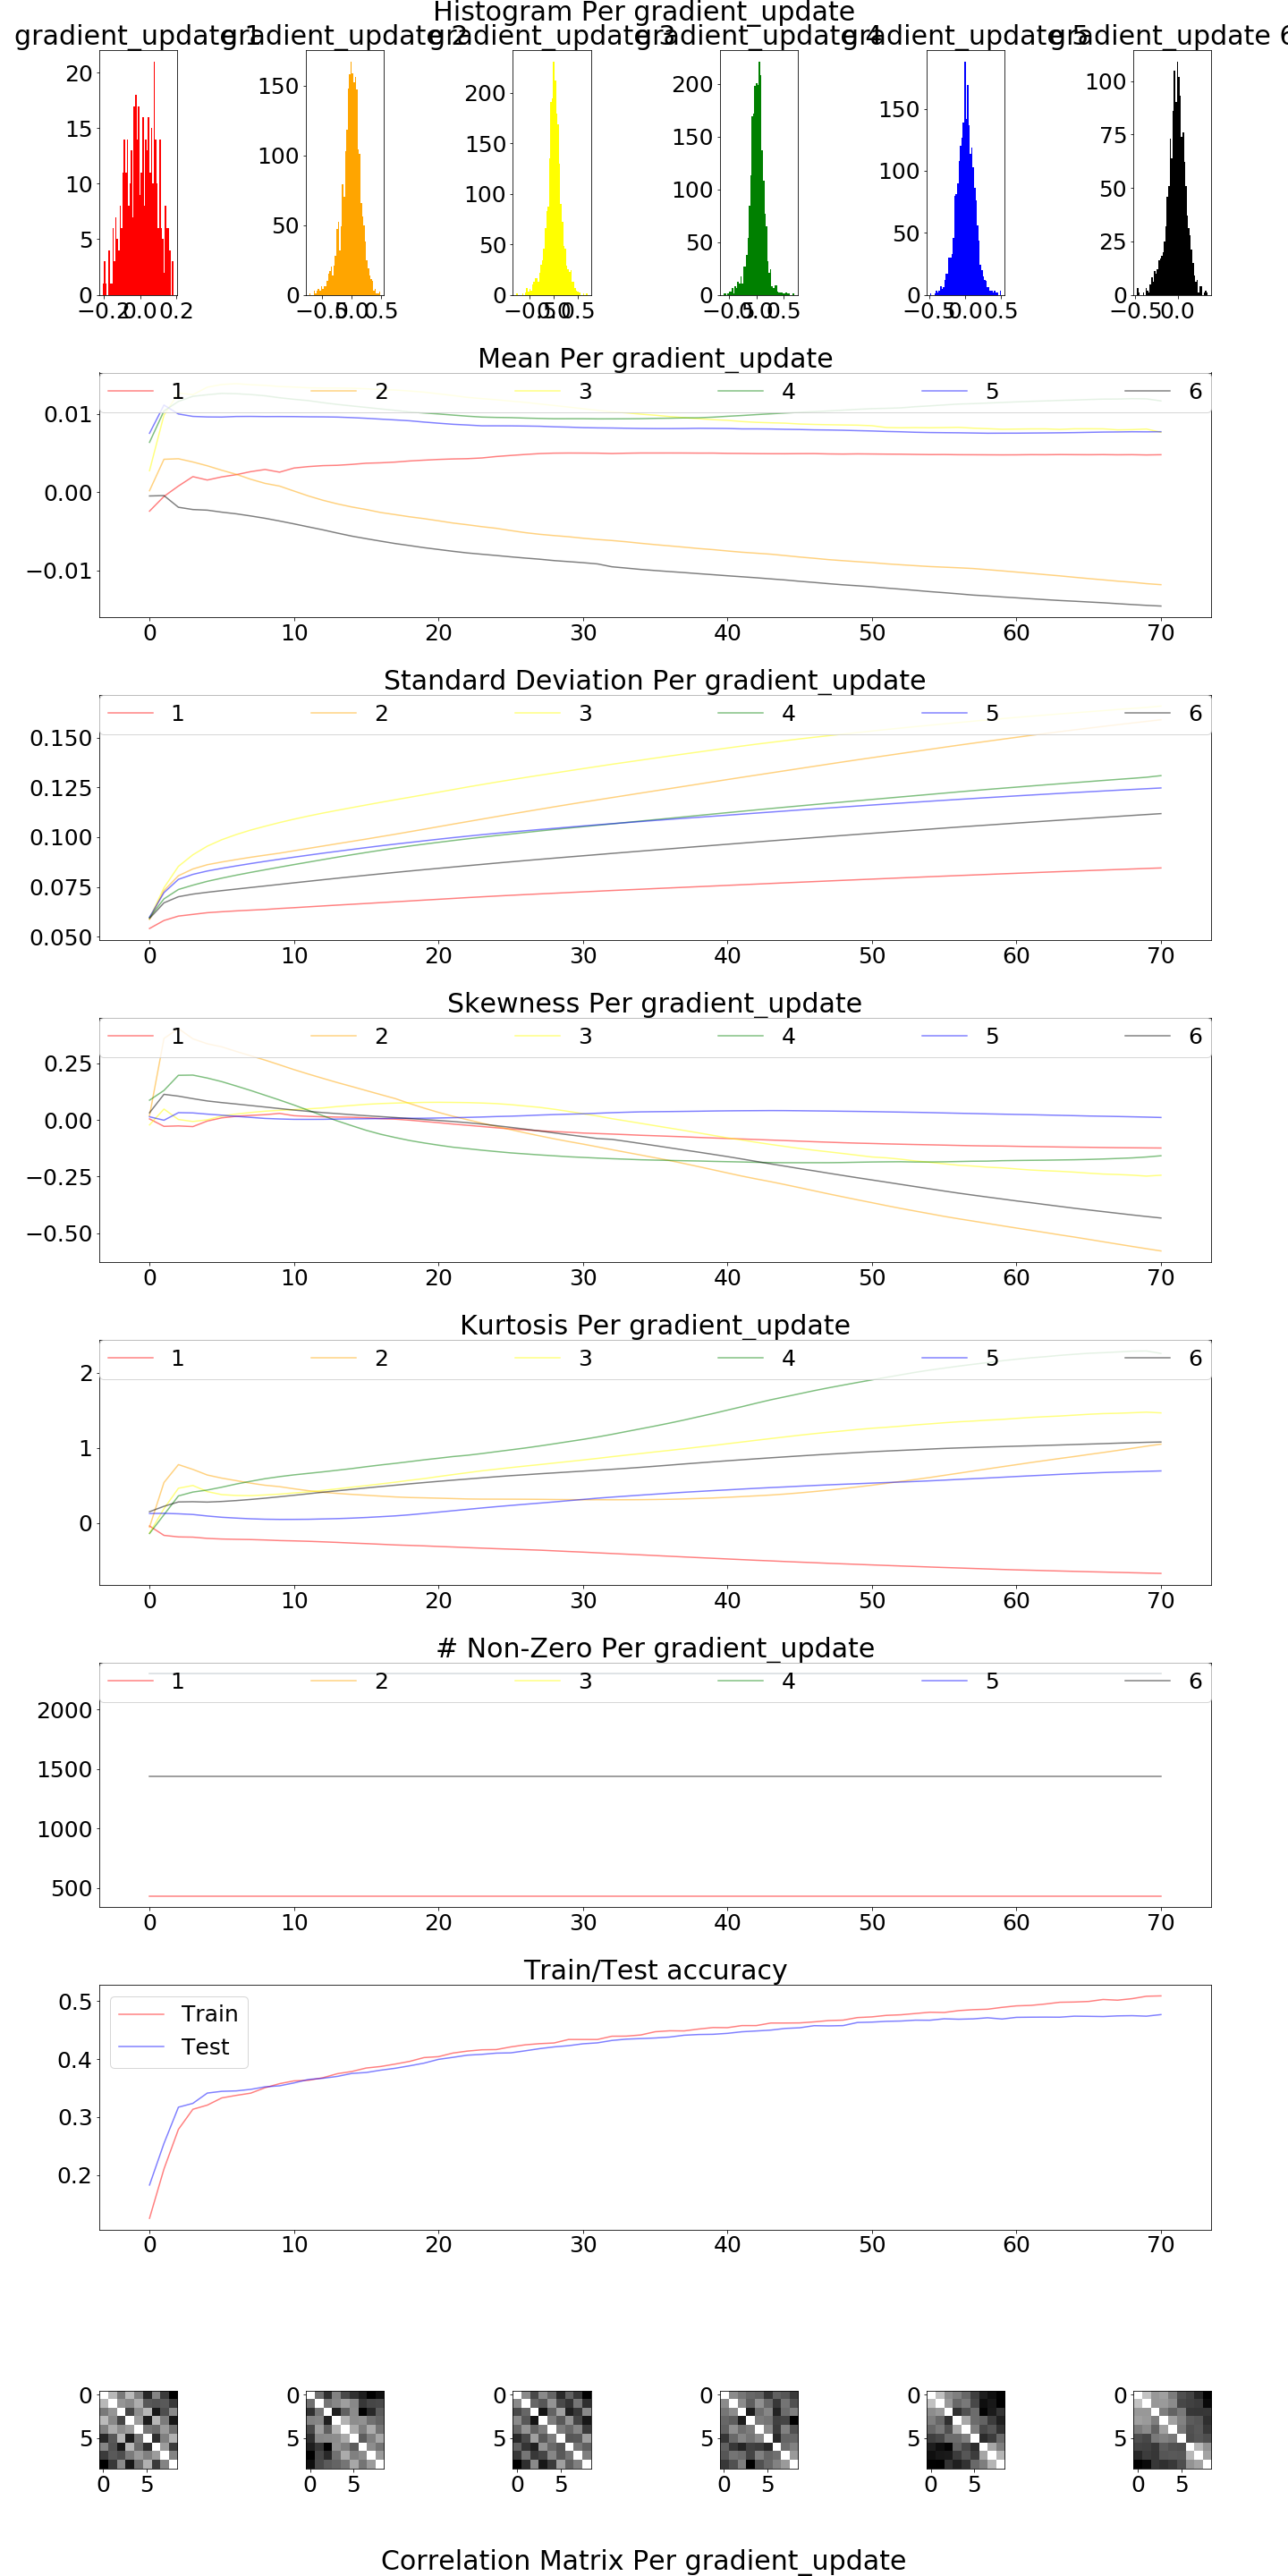 Histogram Per gradient_update
gradient_update 1 gradient_update 2 gradient_update 3 gradient_update 4 gradient_update 5 gradient_update 6
20 15 10 5 0
−0.2 0.0 0.2
150 100 50 0
−0.5 0.0 0.5
200 150 100 50 0
−0.5 0.0 0.5
200 150 100 50 0
−0.5 0.0 0.5
150 100 50 0
−0.5 0.0 0.5
100 75 50 25 0
−0.5 0.0
Mean Per gradient_update
1 2 3 4 5 6
0.01
0.00
−0.01
0 10 20 30 40 50 60 70
Standard Deviation Per gradient_update
1 2 3 4 5 6
0.150
0.125
0.100
0.075
0.050
0 10 20 30 40 50 60 70
Skewness Per gradient_update
1 2 3 4 5 6
0.25
0.00
−0.25
−0.50
0 10 20 30 40 50 60 70
Kurtosis Per gradient_update
1 2 3 4 5 6
2
1
0
0 10 20 30 40 50 60 70
# Non-Zero Per gradient_update
1 2 3 4 5 6
2000
1500
1000
500
0 10 20 30 40 50 60 70
Train/Test accuracy
Train
Test
0.5
0.4
0.3
0.2
0 10 20 30 40 50 60 70
0 0 0 0 0 0
5 5 5 5 5 5
0 5 0 5 0 5 0 5 0 5 0 5
Correlation Matrix Per gradient_update